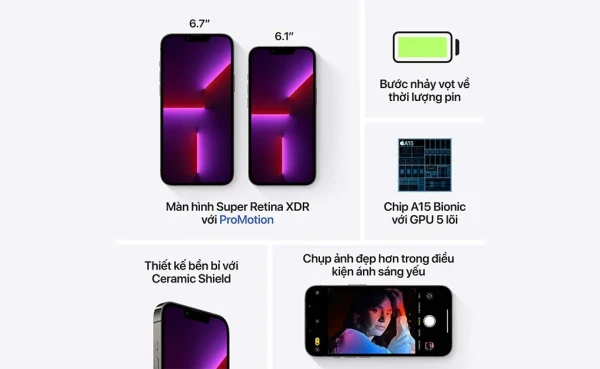 6.7"
6.1"
Màn hình Super Retina XDR
với ProMotion
Bước nhảy vọt về
thời lượng pin
A15
Chip A15 Bionic
với GPU 5 lõi
Thiết kế bền bỉ với
Ceramic Shield
Chụp ảnh đẹp hơn trong điều
kiện ánh sáng yếu